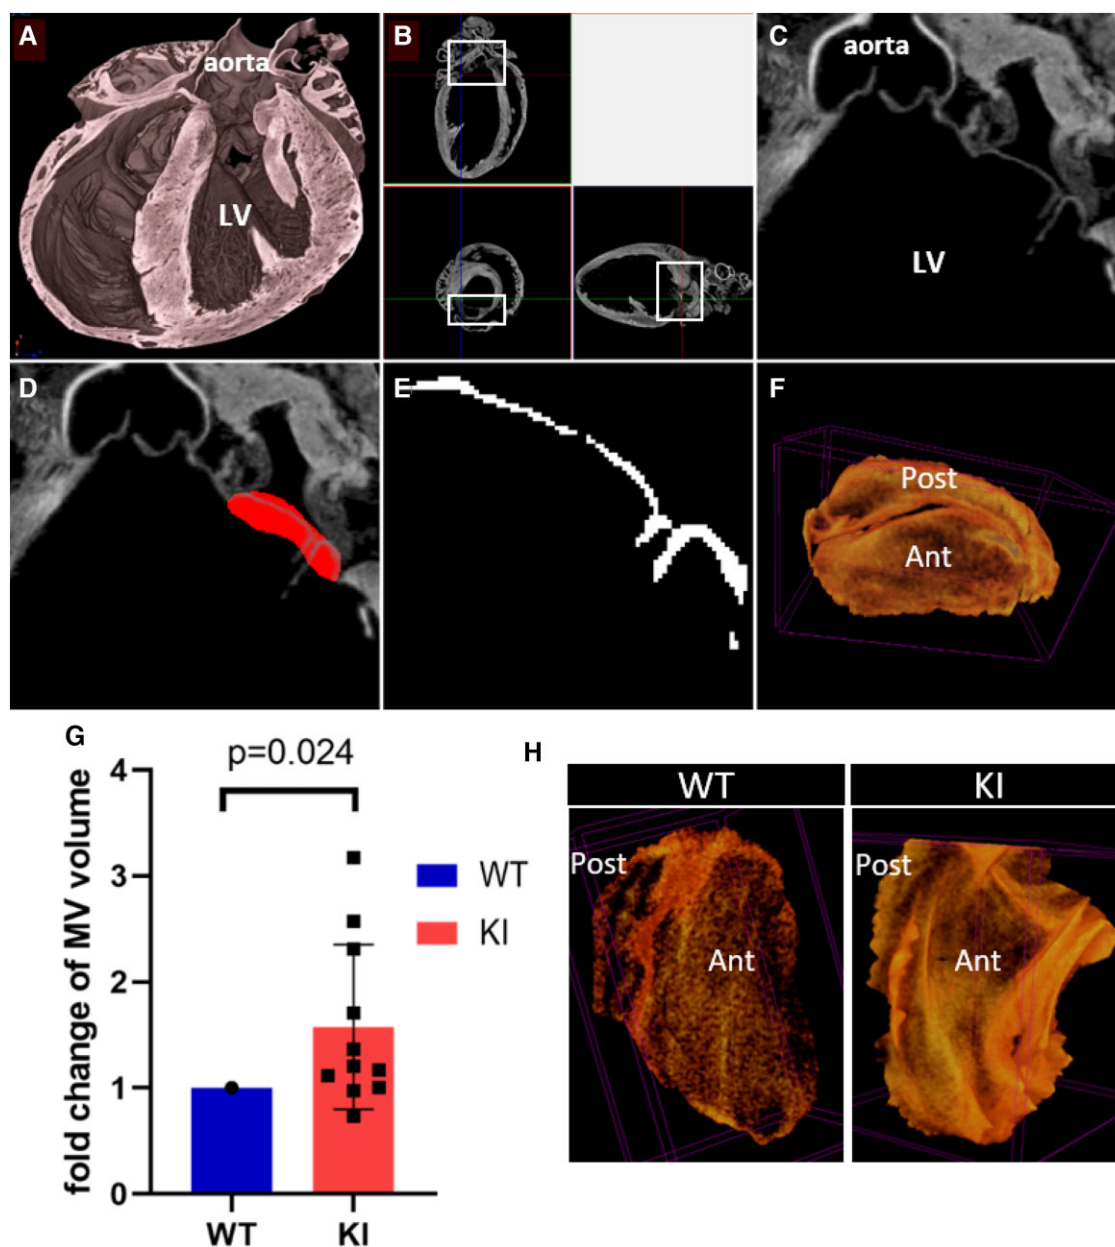 A
aorta
LV
B
C
aorta
LV
D
E
F
Post
Ant
G
p=0.024
4
3
2
1
0
fold change of MV volume
WT
KI
WT
KI
H
WT
KI
Post
Ant
Post
Ant